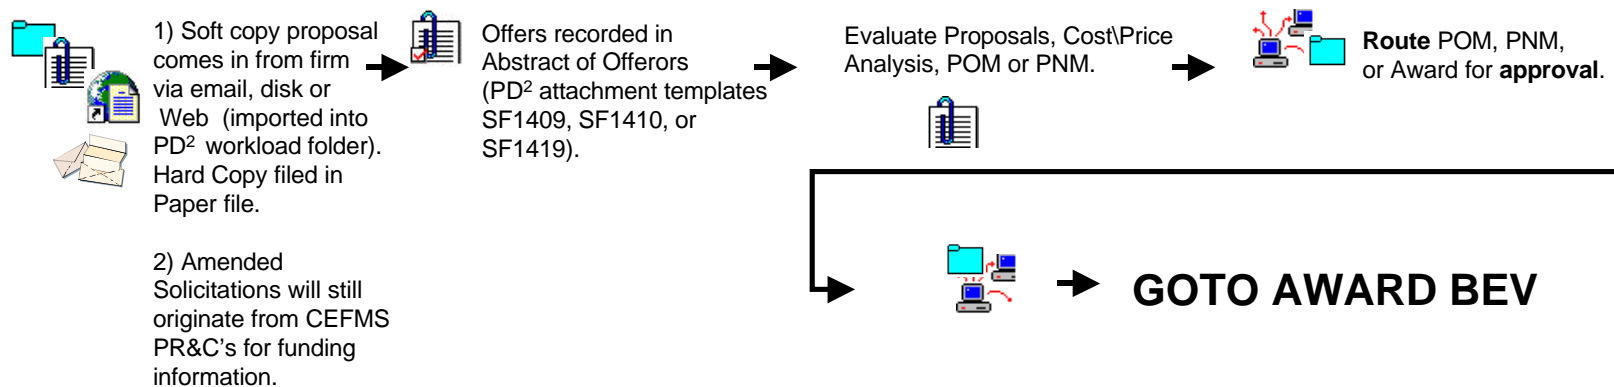 1) Soft copy proposal
comes in from firm
via email, disk or
Web (imported into
PD² workload folder).
Hard Copy filed in
Paper file.
2) Amended
Solicitations will still
originate from CEFMS
PR&C’s for funding
information.
Offers recorded in
Abstract of Offerors
(PD² attachment templates
SF1409, SF1410, or
SF1419).
Evaluate Proposals, Cost\Price
Analysis, POM or PNM.
Route POM, PNM,
or Award for approval.
GOTO AWARD BEV